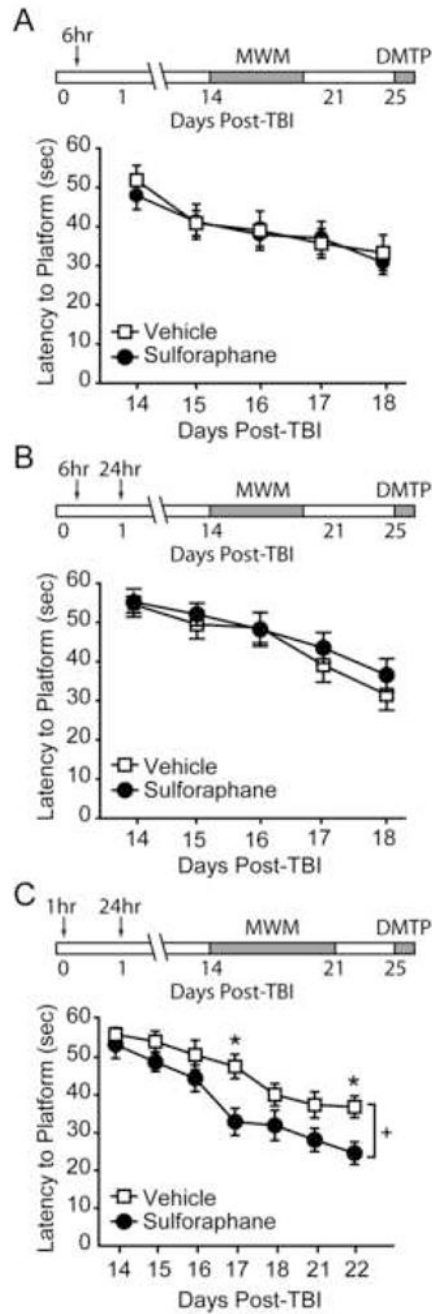 A
6hr
MWM DMTP
0 1 14 21 25
Days Post-TBI
Latency to Platform (sec)
60
50
40
30
20
10
0
Vehicle
Sulforaphane
14 15 16 17 18
Days Post-TBI
B
6hr 24hr
MWM DMTP
0 1 14 21 25
Days Post-TBI
Latency to Platform (sec)
60
50
40
30
20
10
0
Vehicle
Sulforaphane
14 15 16 17 18
Days Post-TBI
C
1hr 24hr
MWM DMTP
0 1 14 21 25
Days Post-TBI
Latency to Platform (sec)
60
50
40
30
20
10
0
* *
+
Vehicle
Sulforaphane
14 15 16 17 18 21 22
Days Post-TBI